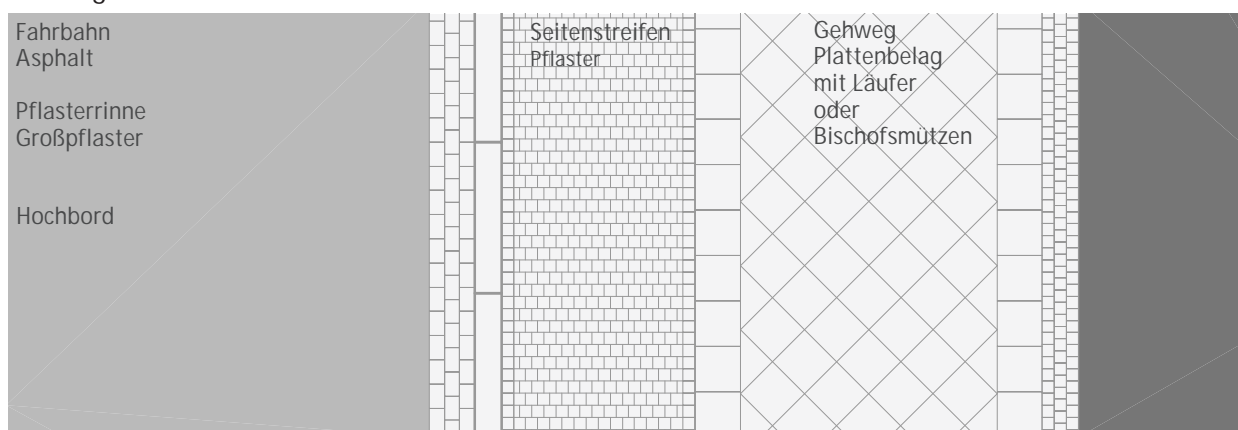 Fahrbahn
Asphalt
Pflasterrinne
Großpflaster
Hochbord
Seitenstreifen
Pflaster
Gehweg
Plattenbelag
mit Läufer
oder
Bischofsmützen